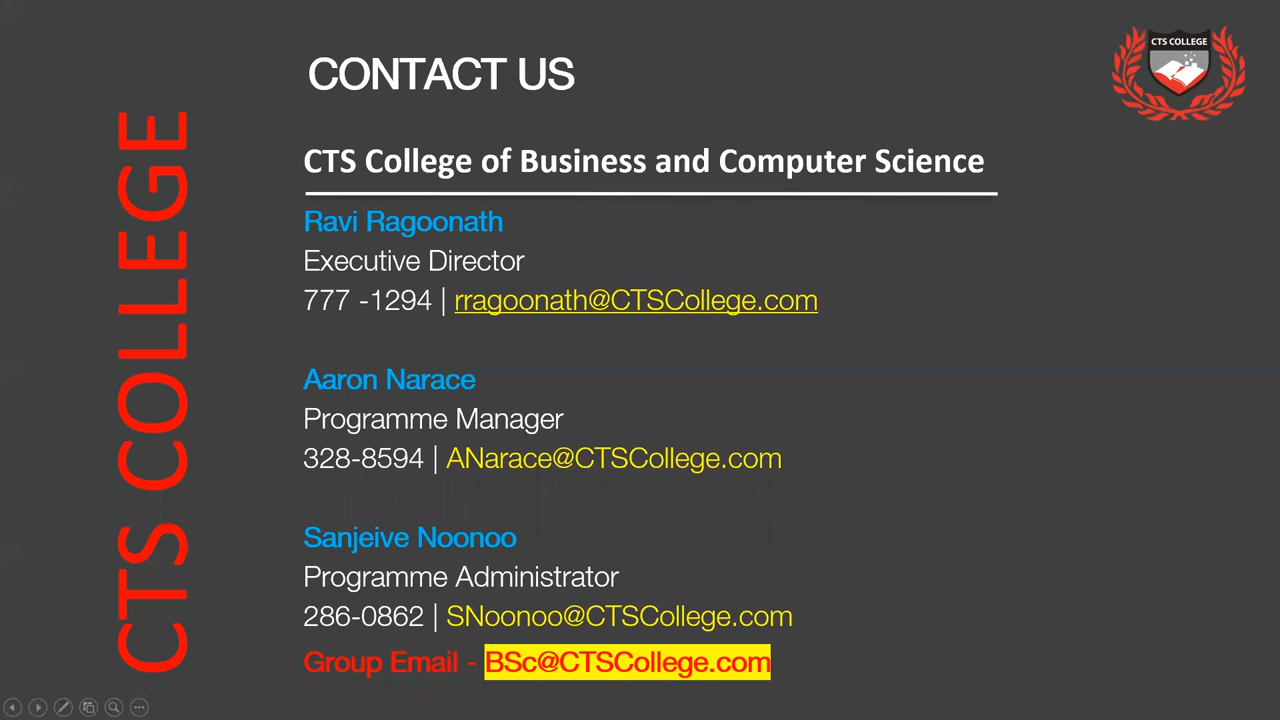 CONTACT US
CTS COLLEGE
CTS COLLEGE
CTS College of Business and Computer Science
Ravi Ragoonath
Executive Director
777 -1294 | rragoonath@CTSCollege.com
Aaron Narace
Programme Manager
328-8594 | ANarace@CTSCollege.com
Sanjeive Noonoo
Programme Administrator
286-0862 | SNoonoo@CTSCollege.com
Group Email - BSc@CTSCollege.com